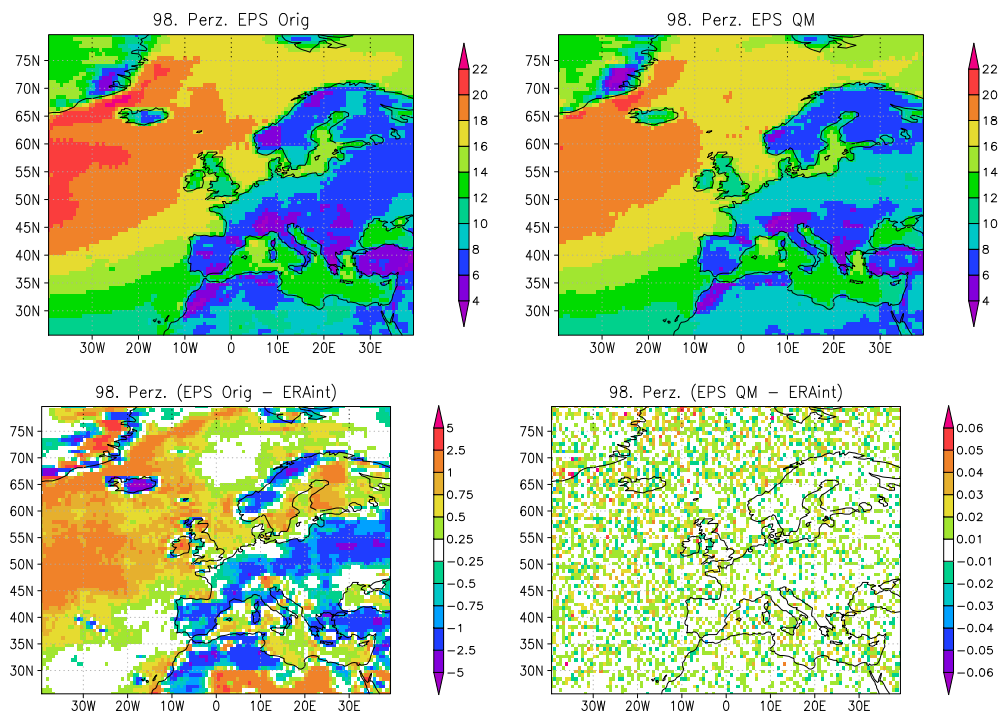 98. Perz. EPS Orig
75N
70N
65N
60N
55N
50N
45N
40N
35N
30N
30W
20W
10W
0
10E
20E
30E
22
20
18
16
14
12
10
8
6
4
98. Perz. EPS QM
75N
70N
65N
60N
55N
50N
45N
40N
35N
30N
30W
20W
10W
0
10E
20E
30E
22
20
18
16
14
12
10
8
6
4
98. Perz. (EPS Orig − ERAint)
75N
70N
65N
60N
55N
50N
45N
40N
35N
30N
30W
20W
10W
0
10E
20E
30E
5
2.5
1
0.75
0.5
0.25
−0.25
−0.5
−0.75
−1
−2.5
−5
98. Perz. (EPS QM − ERAint)
75N
70N
65N
60N
55N
50N
45N
40N
35N
30N
30W
20W
10W
0
10E
20E
30E
0.06
0.05
0.04
0.03
0.02
0.01
−0.01
−0.02
−0.03
−0.04
−0.05
−0.06